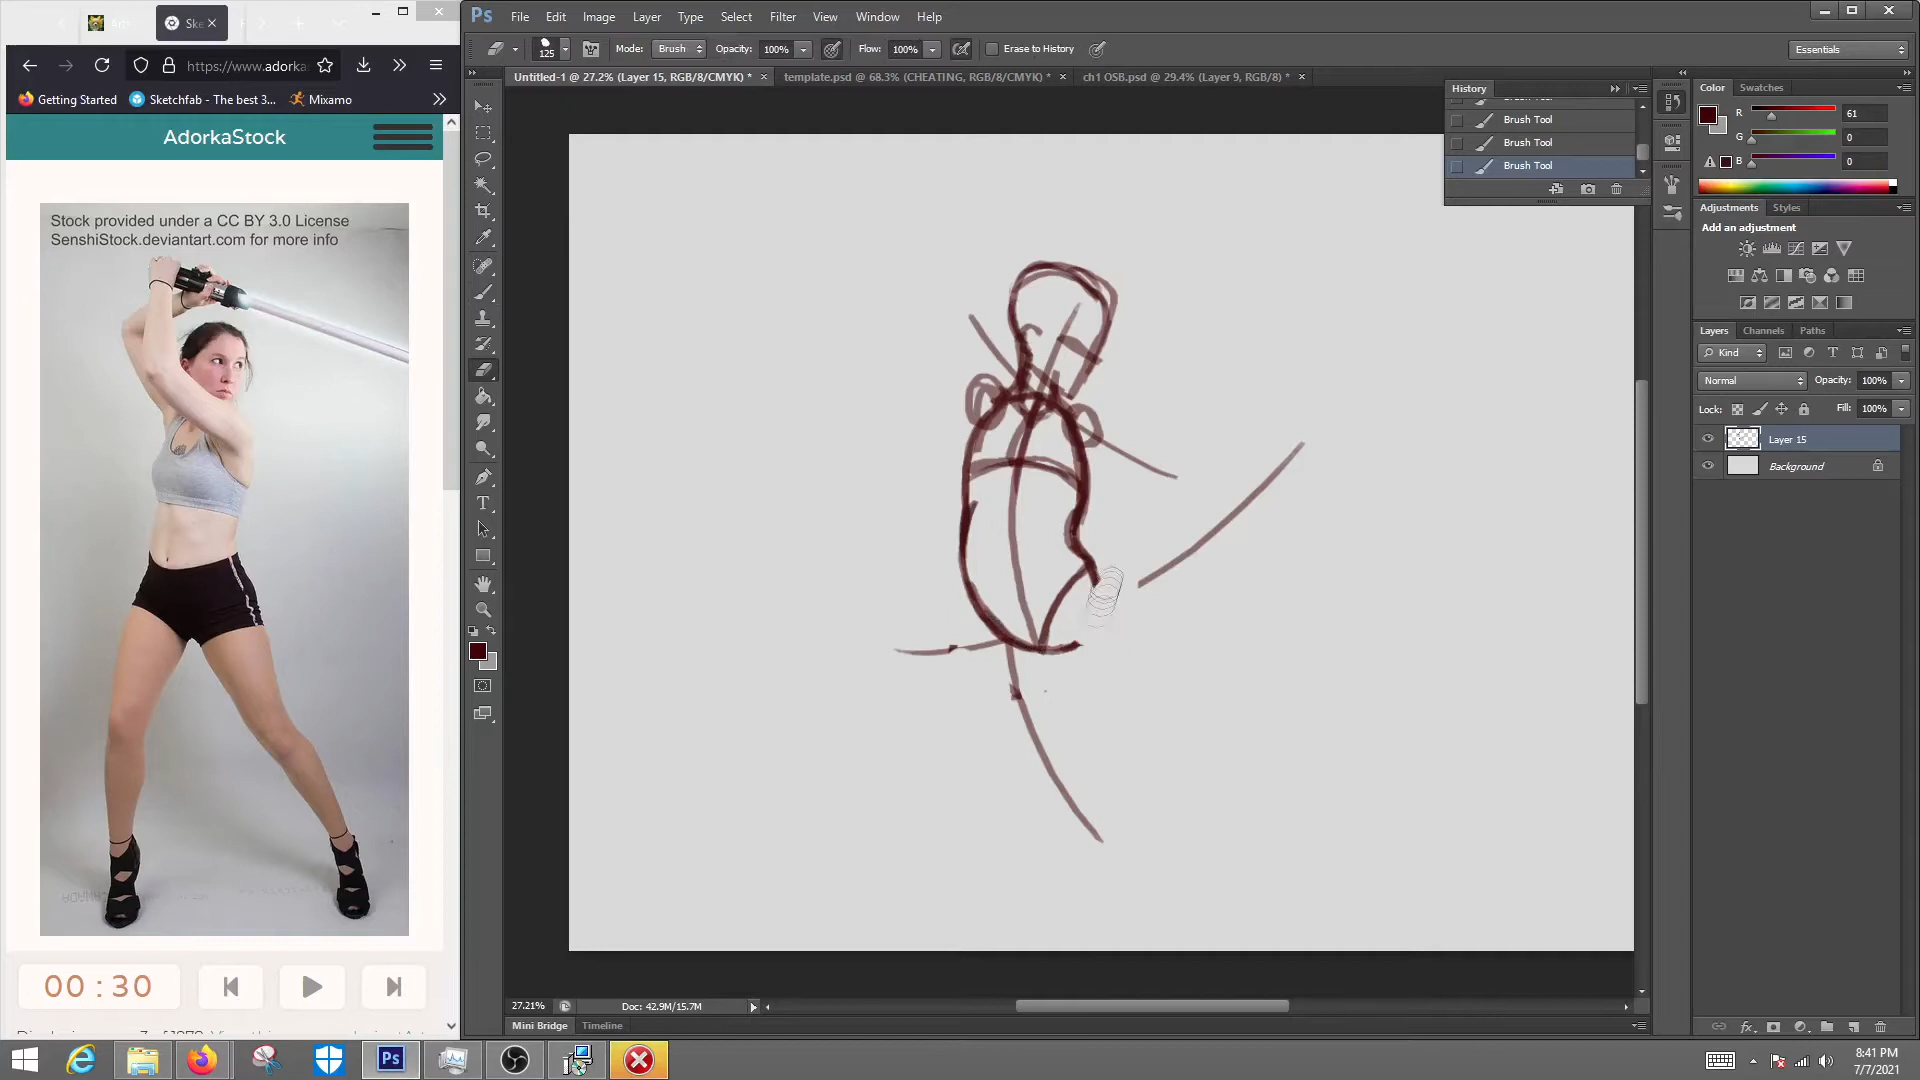 Ske
https://www.adorka
Getting Started
Sketchfab - The best 3...
Mixamo
AdorkaStock
Stock provided under a CC BY 3.0 License
SenshiStock.deviantart.com for more info
00 : 30
Ps
File Edit Image Layer Type Select Filter View Window Help
125
Mode: Brush
Opacity: 100%
Flow: 100%
Erase to History
Essentials
Untitled-1 @ 27.2% (Layer 15, RGB/8/CMYK) *
template.psd @ 68.3% (CHEATING, RGB/8/CMYK) *
ch1 OSB.psd @ 29.4% (Layer 9, RGB/8) *
History
Brush Tool
Brush Tool
Brush Tool
Color Swatches
R 61
G 0
B 0
Adjustments Styles
Add an adjustment
Layers Channels Paths
Kind
Normal
Opacity: 100%
Lock:
Fill: 100%
Layer 15
Background
27.21%
Doc: 42.9M/15.7M
Mini Bridge Timeline
Ps
8:41 PM
7/7/2021